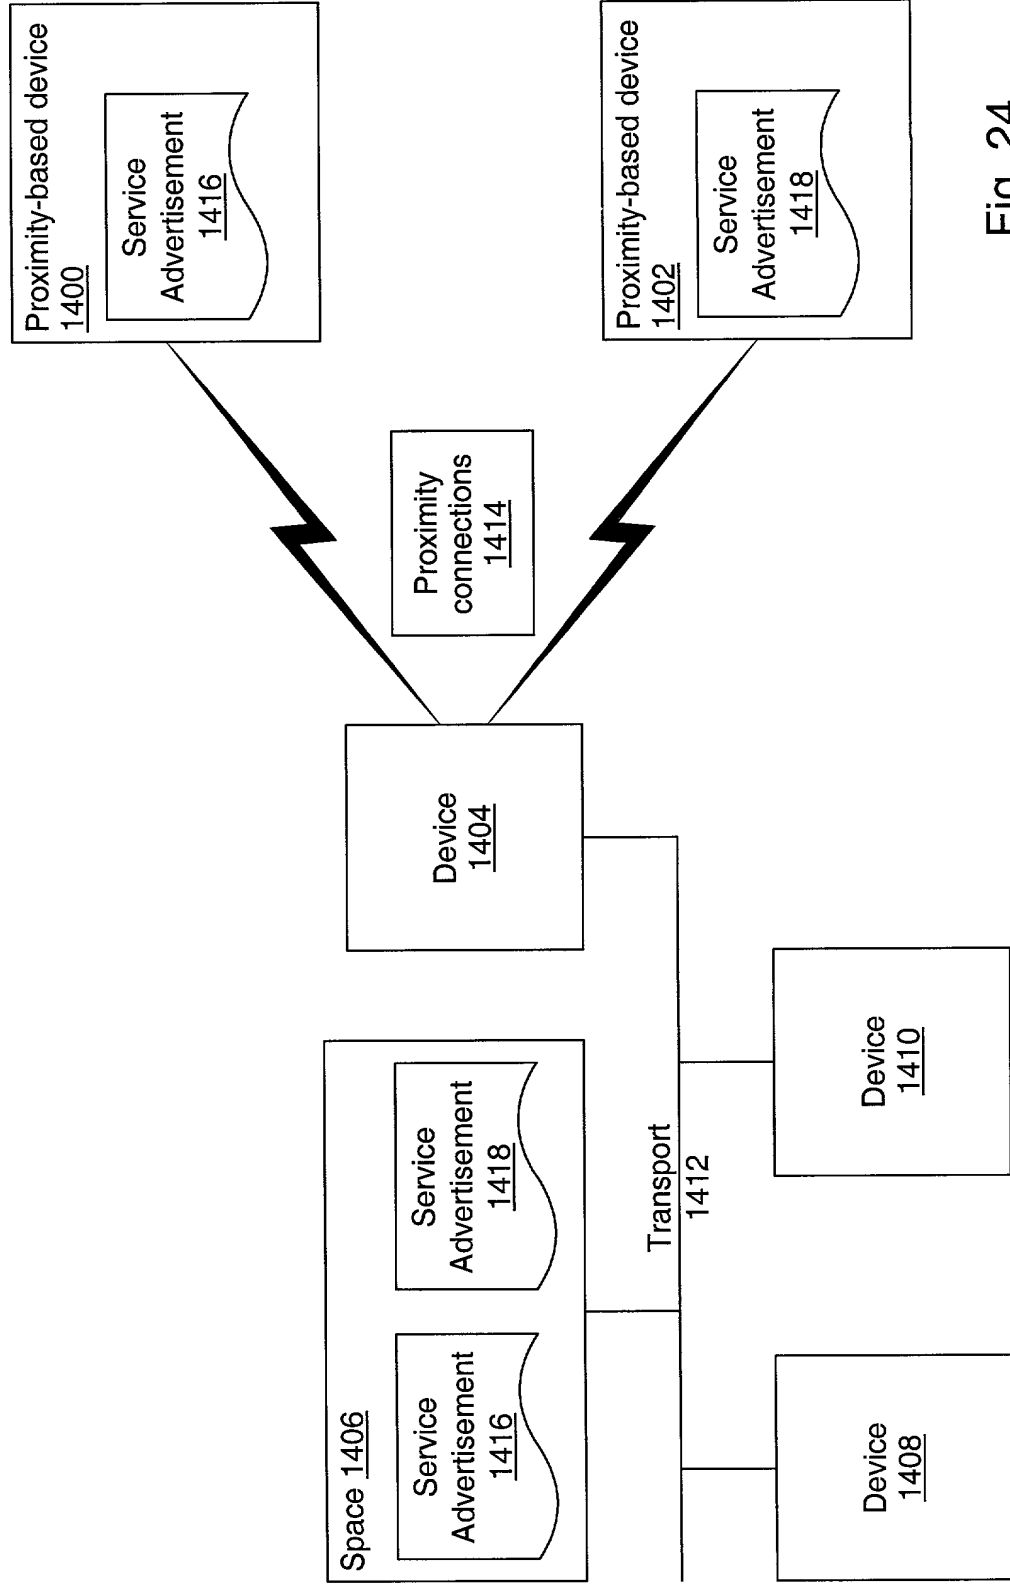 Space 1406
Service
Advertisement
1416
Service
Advertisement
1418
Device
1404
Transport
1412
Device
1408
Device
1410
Proximity
connections
1414
Proximity-based device
1400
Service
Advertisement
1416
Proximity-based device
1402
Service
Advertisement
1418
Fig. 24